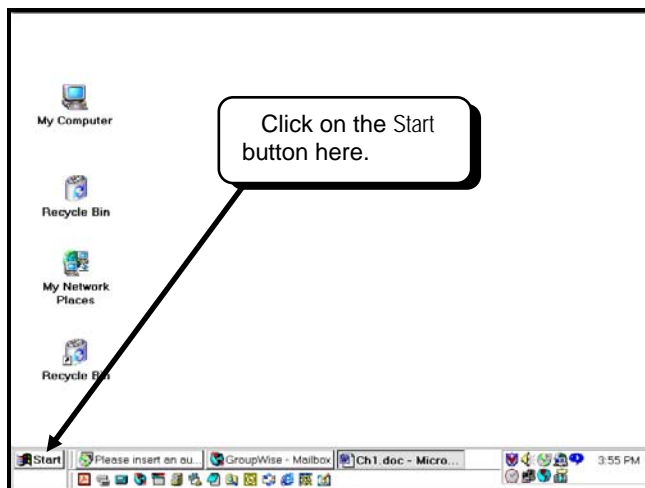 My Computer
Click on the Start
button here.
Recycle Bin
My Network
Places
Recycle Bin
Start
Please insert an au...
GroupWise - Mailbox
Ch1.doc - Micro...
3:55 PM